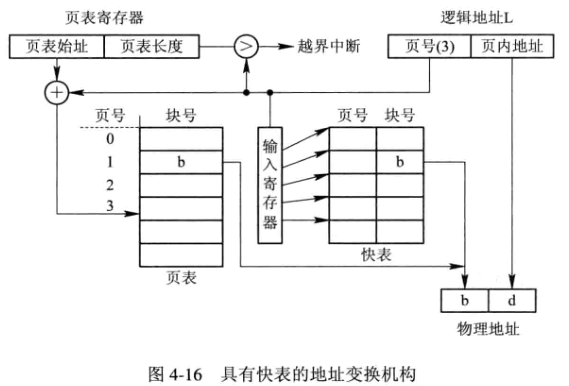 页表寄存器
逻辑地址L
页表始址 页表长度
>
越界中断
页号(3) 页内地址
+
页号 块号
页号 块号
0
1 b
2
3
输入寄存器
b
页表
快表
b d
物理地址
图 4-16 具有快表的地址变换机构